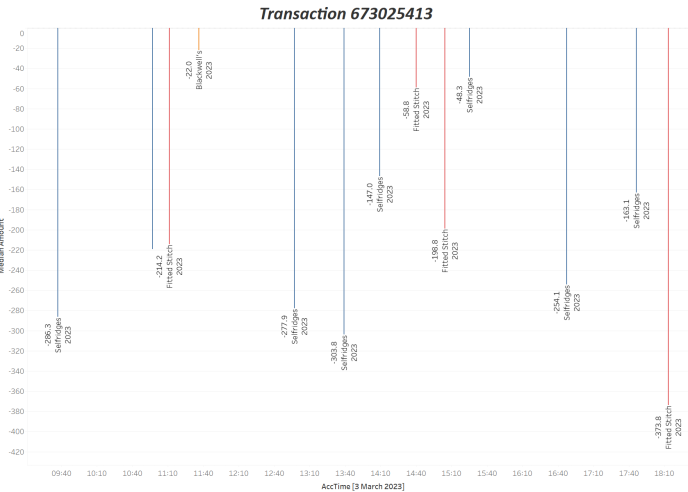 Transaction 673025413
0
-20
-40
-60
-80
-100
-120
-140
-160
-180
-200
-220
-240
-260
-280
-300
-320
-340
-360
-380
-400
-420
Median Amount
-286.3
Selfridges
2023
-214.2
Fitted Stitch
2023
-22.0
Blackwell's
2023
-277.9
Selfridges
2023
-303.8
Selfridges
2023
-147.0
Selfridges
2023
-58.8
Fitted Stitch
2023
-198.8
Fitted Stitch
2023
-48.3
Selfridges
2023
-254.1
Selfridges
2023
-163.1
Selfridges
2023
-373.8
Fitted Stitch
2023
09:40 10:10 10:40 11:10 11:40 12:10 12:40 13:10 13:40 14:10 14:40 15:10 15:40 16:10 16:40 17:10 17:40 18:10
AccTime [3 March 2023]